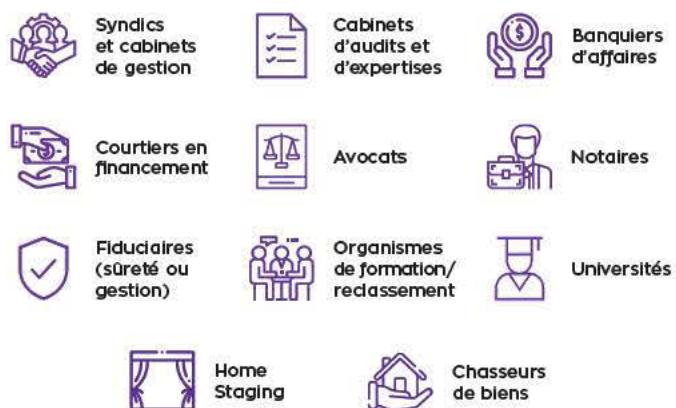 Syndics
et cabinets
de gestion
Cabinets
d'audits et
d'expertises
$
Banquiers
d'affaires
Courtiers en
financement
Avocats
Notaires
Fiduciaires
(sûreté ou
gestion)
Organismes
de formation/
reclassement
Universités
Home
Staging
Chasseurs
de biens